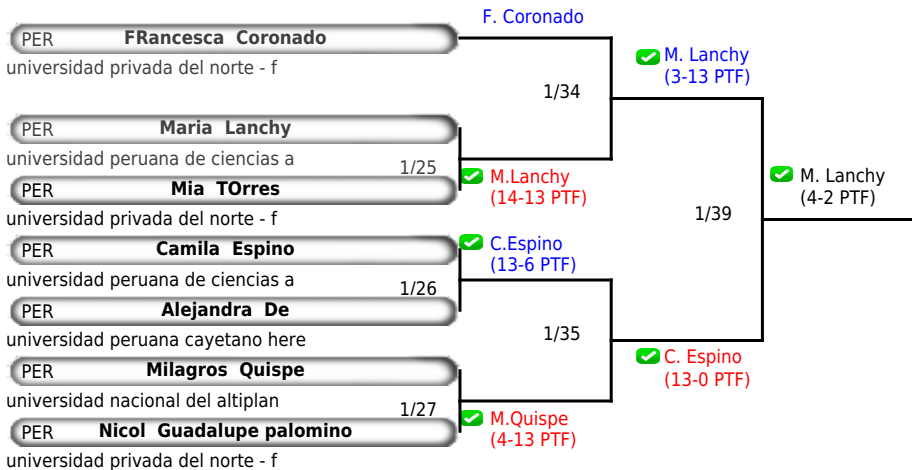 F. Coronado
PER FRancesca Coronado
universidad privada del norte - f
M. Lanchy
(3-13 PTF)
1/34
PER Maria Lanchy
universidad peruana de ciencias a
1/25
M.Lanchy
(14-13 PTF)
PER Mia TOrres
universidad privada del norte - f
M. Lanchy
(4-2 PTF)
1/39
PER Camila Espino
universidad peruana de ciencias a
C.Espino
(13-6 PTF)
1/26
PER Alejandra De
universidad peruana cayetano here
1/35
PER Milagros Quispe
universidad nacional del altiplan
C. Espino
(13-0 PTF)
1/27
M.Quispe
(4-13 PTF)
PER Nicol Guadalupe palomino
universidad privada del norte - f